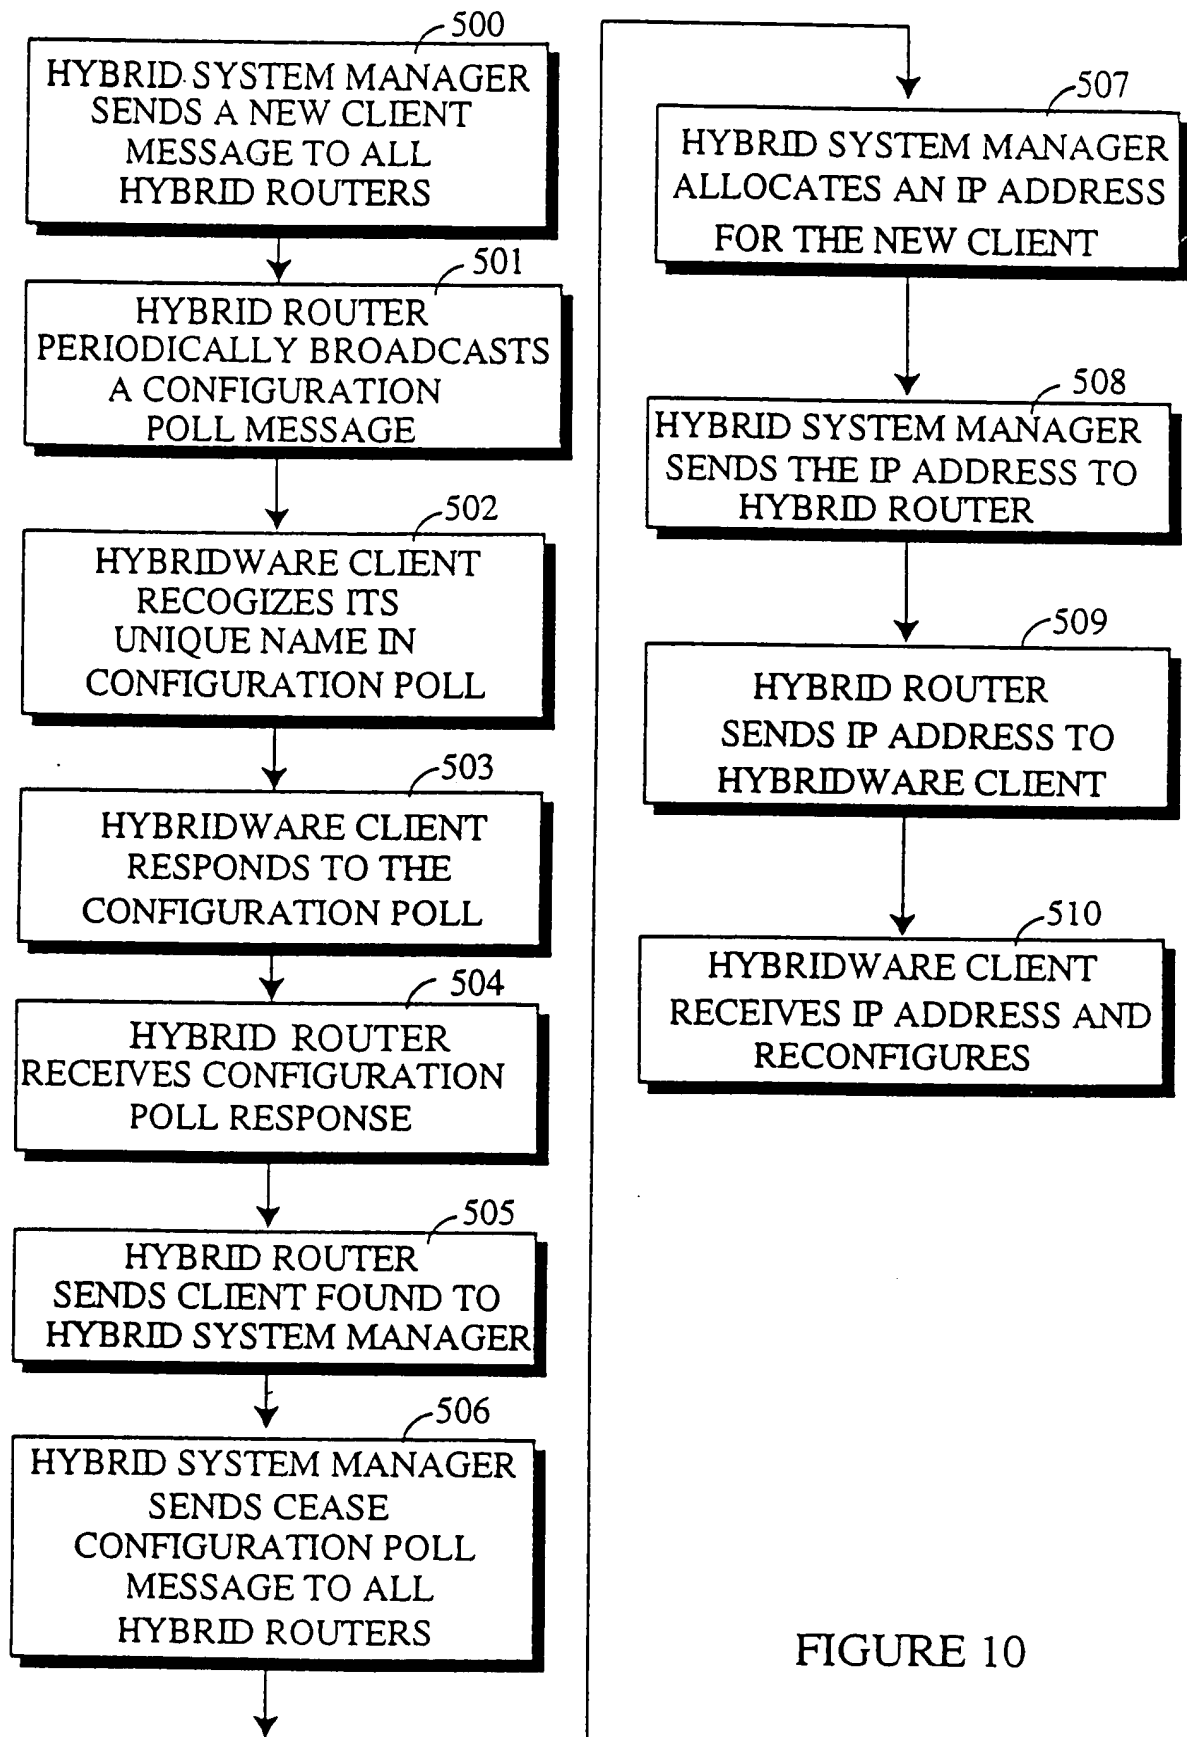 500
HYBRID SYSTEM MANAGER
SENDS A NEW CLIENT
MESSAGE TO ALL
HYBRID ROUTERS
501
HYBRID ROUTER
PERIODICALLY BROADCASTS
A CONFIGURATION
POLL MESSAGE
502
HYBRIDWARE CLIENT
RECOGIZES ITS
UNIQUE NAME IN
CONFIGURATION POLL
503
HYBRIDWARE CLIENT
RESPONDS TO THE
CONFIGURATION POLL
504
HYBRID ROUTER
RECEIVES CONFIGURATION
POLL RESPONSE
505
HYBRID ROUTER
SENDS CLIENT FOUND TO
HYBRID SYSTEM MANAGER
506
HYBRID SYSTEM MANAGER
SENDS CEASE
CONFIGURATION POLL
MESSAGE TO ALL
HYBRID ROUTERS
507
HYBRID SYSTEM MANAGER
ALLOCATES AN IP ADDRESS
FOR THE NEW CLIENT
508
HYBRID SYSTEM MANAGER
SENDS THE IP ADDRESS TO
HYBRID ROUTER
509
HYBRID ROUTER
SENDS IP ADDRESS TO
HYBRIDWARE CLIENT
510
HYBRIDWARE CLIENT
RECEIVES IP ADDRESS AND
RECONFIGURES
FIGURE 10